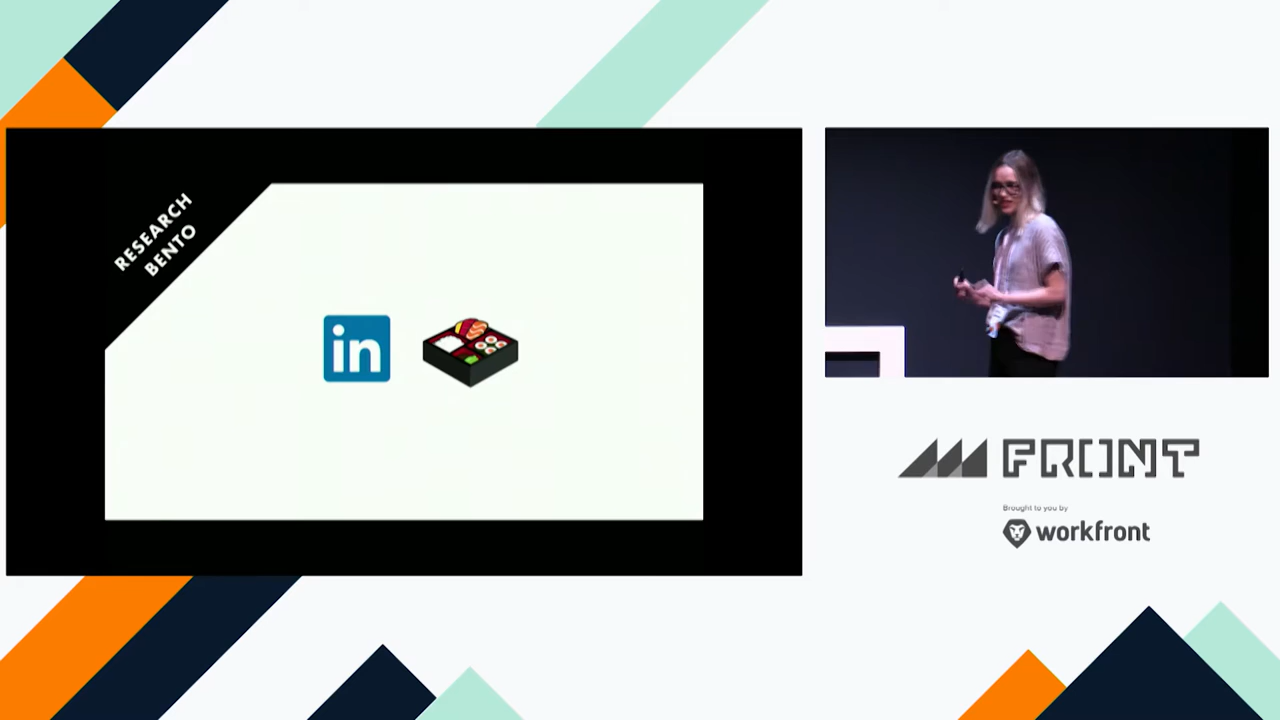 RESEARCH
BENTO
in
FRONT
Brought to you by
workfront